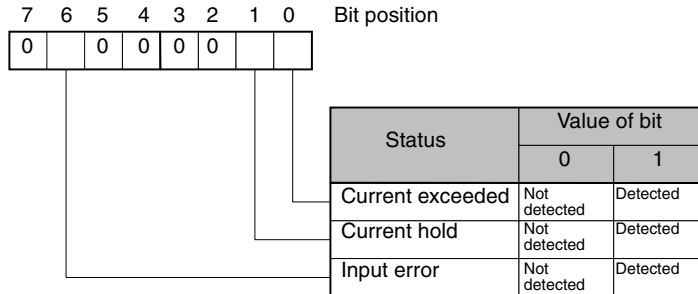 7 6 5 4 3 2 1 0 Bit position
0 0 0 0 0
Status Value of bit
0 1
Current exceeded Not detected Detected
Current hold Not detected Detected
Input error Not detected Detected